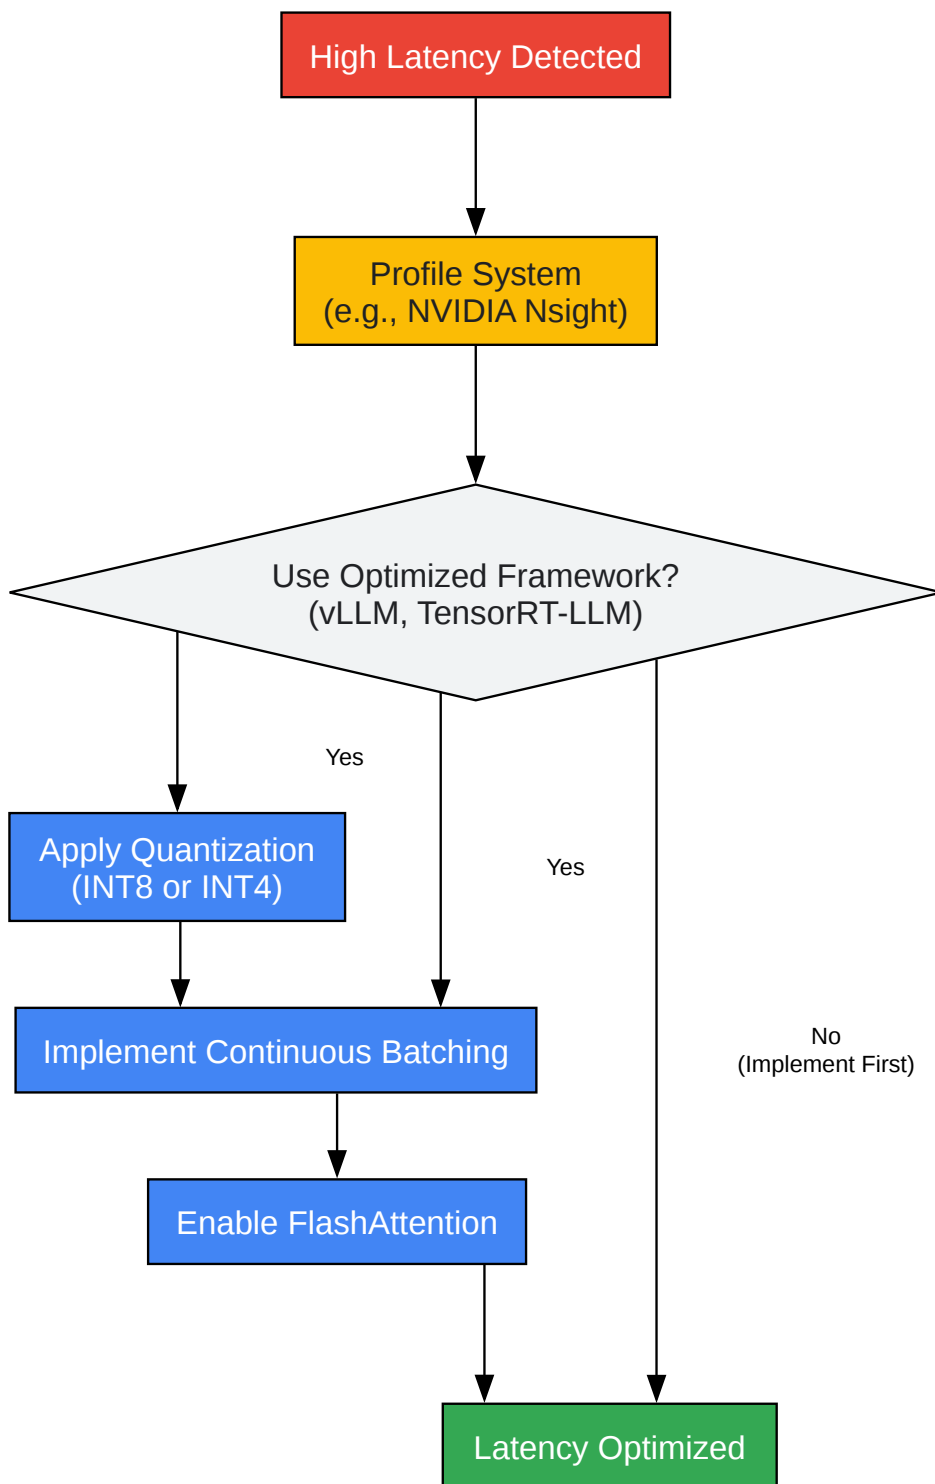 High Latency Detected
Profile System
(e.g., NVIDIA Nsight)
Use Optimized Framework?
(vLLM, TensorRT-LLM)
Yes
Apply Quantization
(INT8 or INT4)
Yes
Implement Continuous Batching
No
(Implement First)
Enable FlashAttention
Latency Optimized